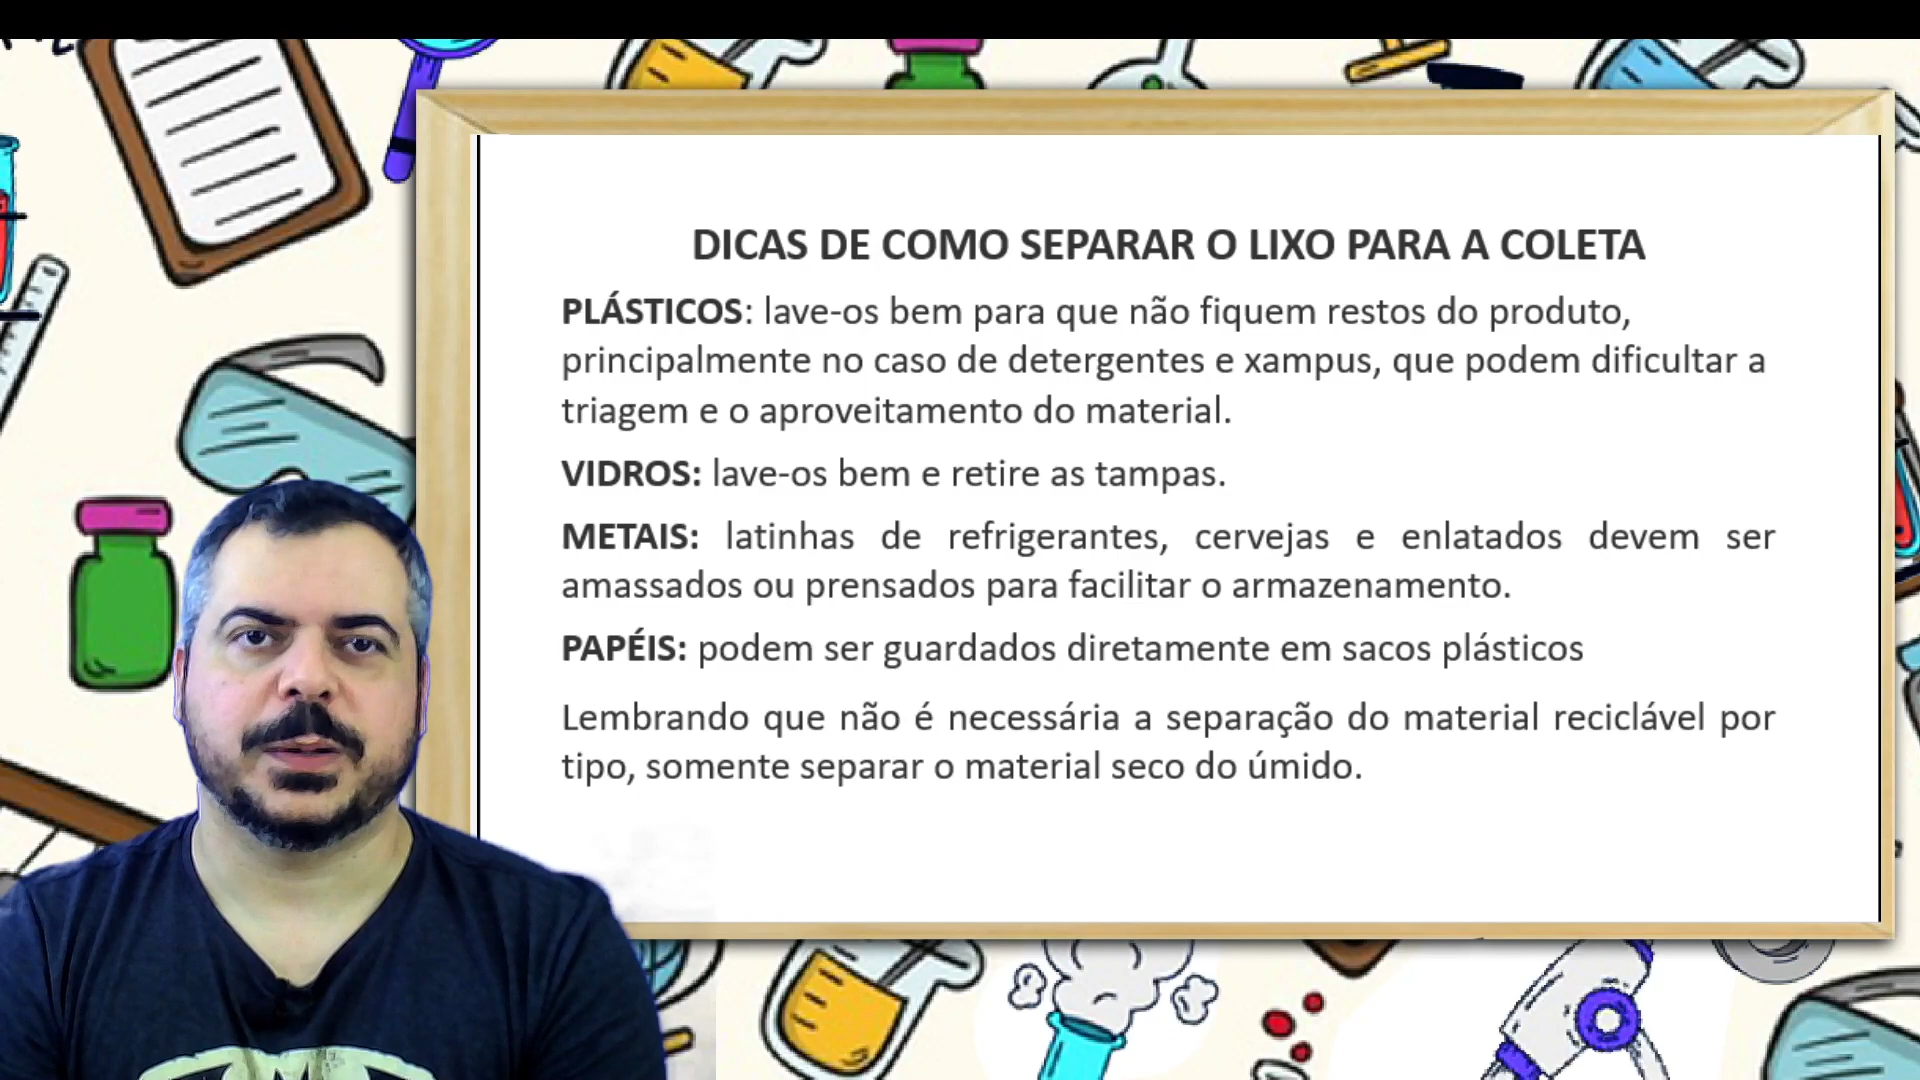 DICAS DE COMO SEPARAR O LIXO PARA A COLETA
PLÁSTICOS: lave-os bem para que não fiquem restos do produto,
principalmente no caso de detergentes e xampus, que podem dificultar a
triagem e o aproveitamento do material.
VIDROS: lave-os bem e retire as tampas.
METAIS: latinhas de refrigerantes, cervejas e enlatados devem ser
amassados ou prensados para facilitar o armazenamento.
PAPÉIS: podem ser guardados diretamente em sacos plásticos
Lembrando que não é necessária a separação do material reciclável por
tipo, somente separar o material seco do úmido.